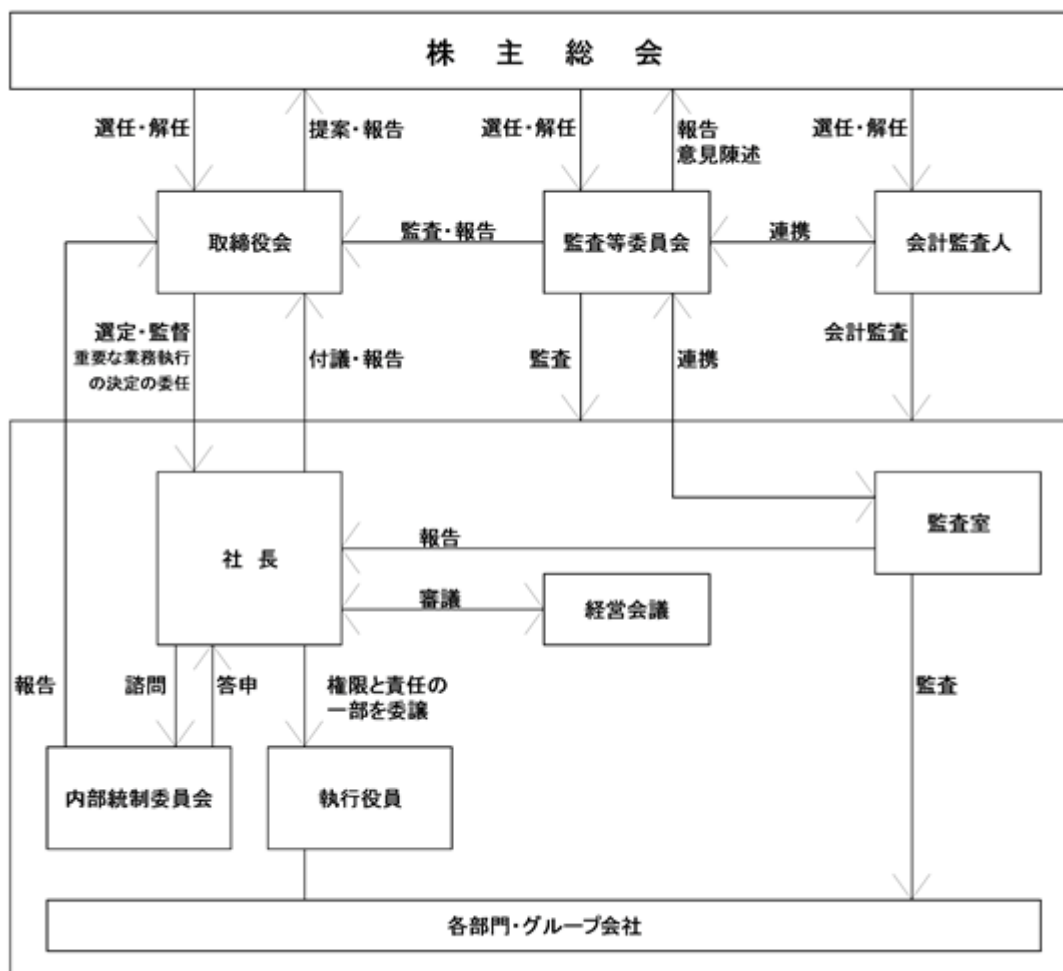 株主総会
選任・解任
提案・報告
選任・解任
報告
意見陳述
選任・解任
取締役会
監査・報告
監査等委員会
連携
会計監査人
選定・監督
重要な業務執行
の決定の委任
付議・報告
監査
連携
会計監査
社長
報告
監査室
審議
経営会議
報告
諮問
答申
権限と責任の
一部を委譲
監査
内部統制委員会
執行役員
各部門・グループ会社